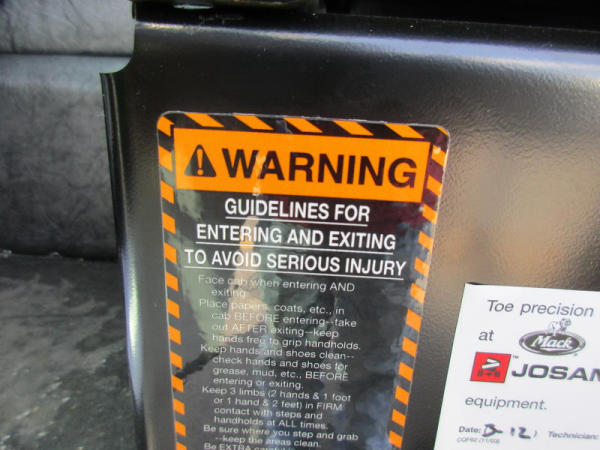 WARNING
GUIDELINES FOR
ENTERING AND EXITING
TO AVOID SERIOUS INJURY
Face cab when entering AND
exiting.
Place papers, coats, etc., in
cab BEFORE entering--take
out AFTER exiting--keep
hands free to grip handholds.
Keep hands and shoes clean--
check hands and shoes for
grease, mud, etc., BEFORE
entering or exiting.
Keep 3 limbs (2 hands & 1 foot
or 1 hand & 2 feet) in FIRM
contact with steps and
handholds at ALL times.
Be sure where you step and grab
--keep the areas clean.
Be EXTRA careful
Toe precision
at Mack
JOSAM
equipment.
Date: 12) Technician: